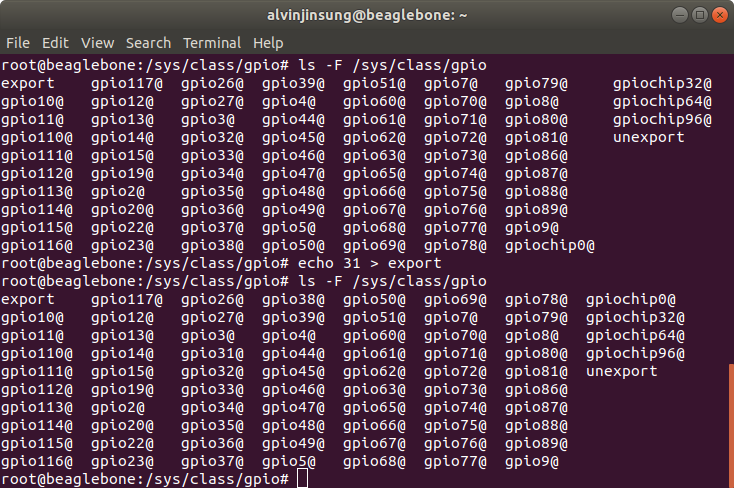 alvinjinsung@beaglebone: ~
File Edit View Search Terminal Help
root@beaglebone:/sys/class/gpio# ls -F /sys/class/gpio
export gpio117@ gpio26@ gpio39@ gpio51@ gpio7@ gpio79@ gpiochip32@
gpio10@ gpio12@ gpio27@ gpio4@ gpio60@ gpio70@ gpio8@ gpiochip64@
gpio11@ gpio13@ gpio3@ gpio44@ gpio61@ gpio71@ gpio80@ gpiochip96@
gpio110@ gpio14@ gpio32@ gpio45@ gpio62@ gpio72@ gpio81@ unexport
gpio111@ gpio15@ gpio33@ gpio46@ gpio63@ gpio73@ gpio86@
gpio112@ gpio19@ gpio34@ gpio47@ gpio65@ gpio74@ gpio87@
gpio113@ gpio2@ gpio35@ gpio48@ gpio66@ gpio75@ gpio88@
gpio114@ gpio20@ gpio36@ gpio49@ gpio67@ gpio76@ gpio89@
gpio115@ gpio22@ gpio37@ gpio5@ gpio68@ gpio77@ gpio9@
gpio116@ gpio23@ gpio38@ gpio50@ gpio69@ gpio78@ gpiochip0@
root@beaglebone:/sys/class/gpio# echo 31 > export
root@beaglebone:/sys/class/gpio# ls -F /sys/class/gpio
export gpio117@ gpio26@ gpio38@ gpio50@ gpio69@ gpio78@ gpiochip0@
gpio10@ gpio12@ gpio27@ gpio39@ gpio51@ gpio7@ gpio79@ gpiochip32@
gpio11@ gpio13@ gpio3@ gpio4@ gpio60@ gpio70@ gpio8@ gpiochip64@
gpio110@ gpio14@ gpio31@ gpio44@ gpio61@ gpio71@ gpio80@ gpiochip96@
gpio111@ gpio15@ gpio32@ gpio45@ gpio62@ gpio72@ gpio81@ unexport
gpio112@ gpio19@ gpio33@ gpio46@ gpio63@ gpio73@ gpio86@
gpio113@ gpio2@ gpio34@ gpio47@ gpio65@ gpio74@ gpio87@
gpio114@ gpio20@ gpio35@ gpio48@ gpio66@ gpio75@ gpio88@
gpio115@ gpio22@ gpio36@ gpio49@ gpio67@ gpio76@ gpio89@
gpio116@ gpio23@ gpio37@ gpio5@ gpio68@ gpio77@ gpio9@
root@beaglebone:/sys/class/gpio#